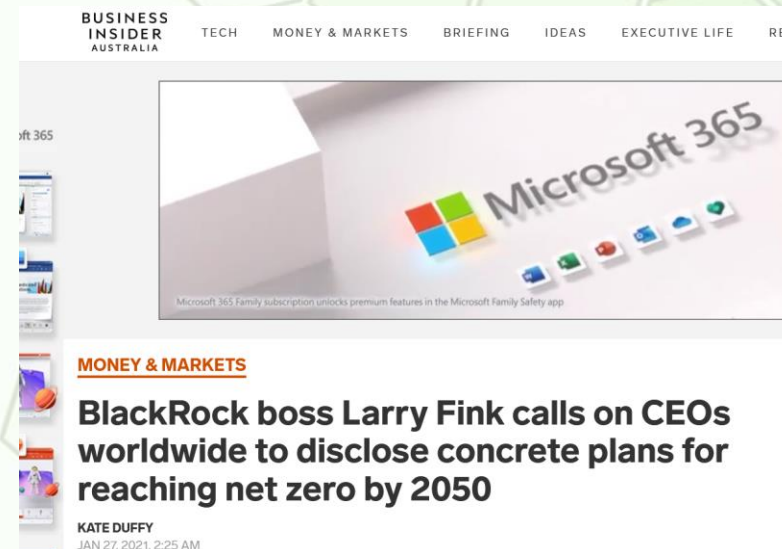 BUSINESS
INSIDER
AUSTRALIA
TECH MONEY & MARKETS BRIEFING IDEAS EXECUTIVE LIFE
365
Microsoft 365
Microsoft 365 Family subscription unlocks premium features in the Microsoft Family Safety app
MONEY & MARKETS
BlackRock boss Larry Fink calls on CEOs
worldwide to disclose concrete plans for
reaching net zero by 2050
KATE DUFFY
JAN 27, 2021, 2:25 AM